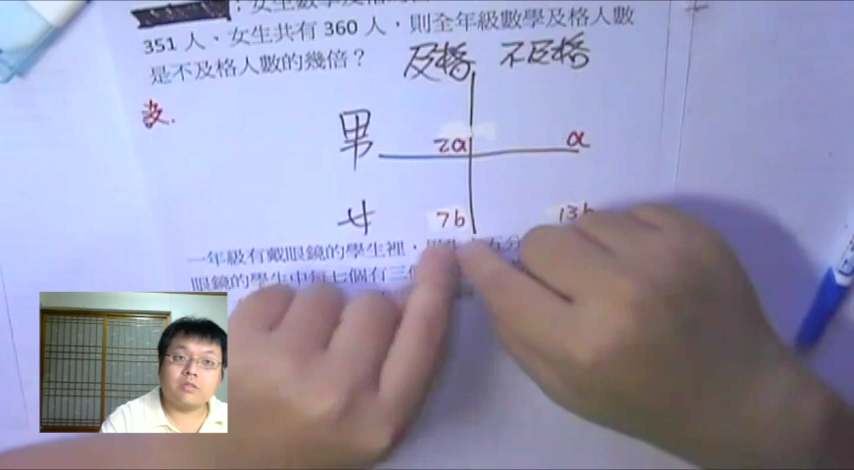 351 人、女生共有 360 人，則全年級數學及格人數
是不及格人數的幾倍？
及格 不及格
男 2a a
女 7b 13b
一年級有戴眼鏡的學生裡，
眼鏡的學生中每七個有三個